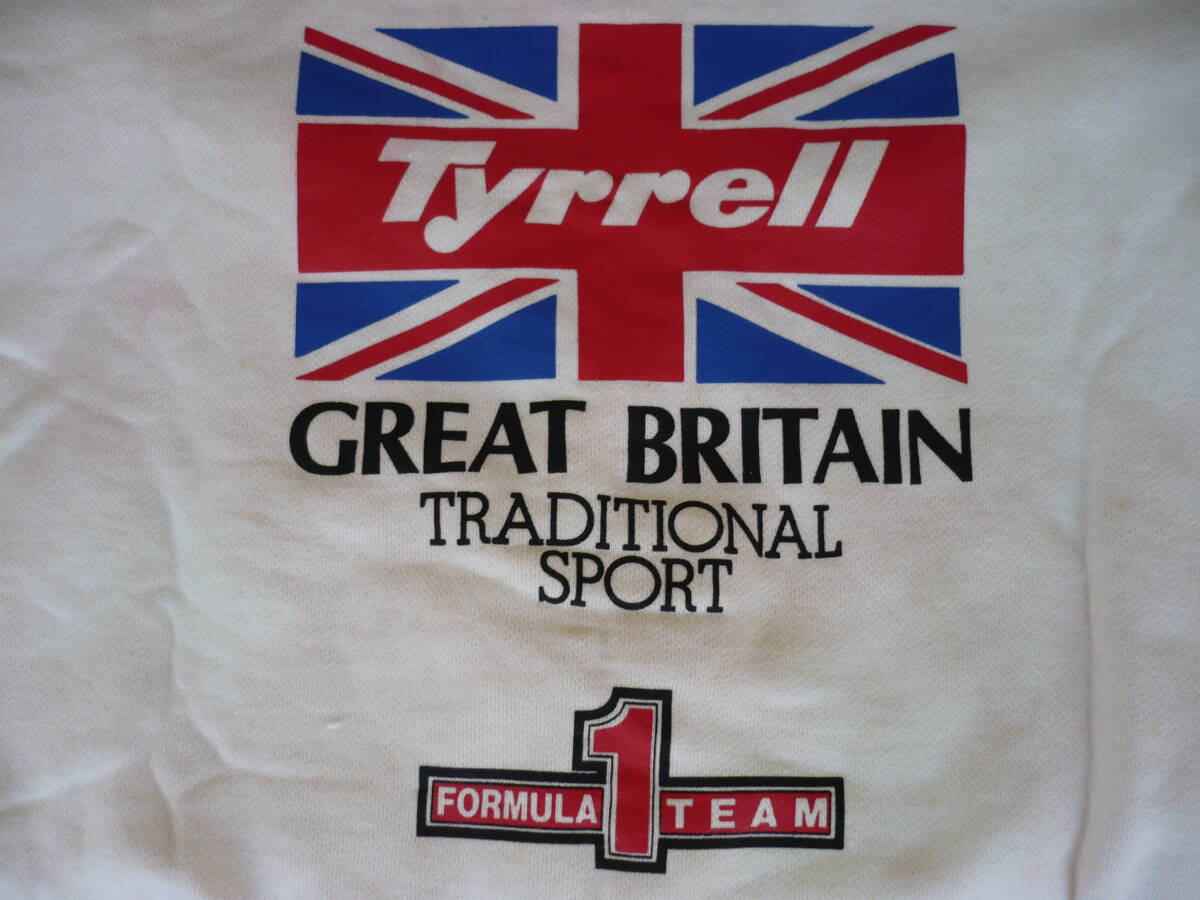 Tyrrell
GREAT BRITAIN
TRADITIONAL
SPORT
FORMULA 1 TEAM